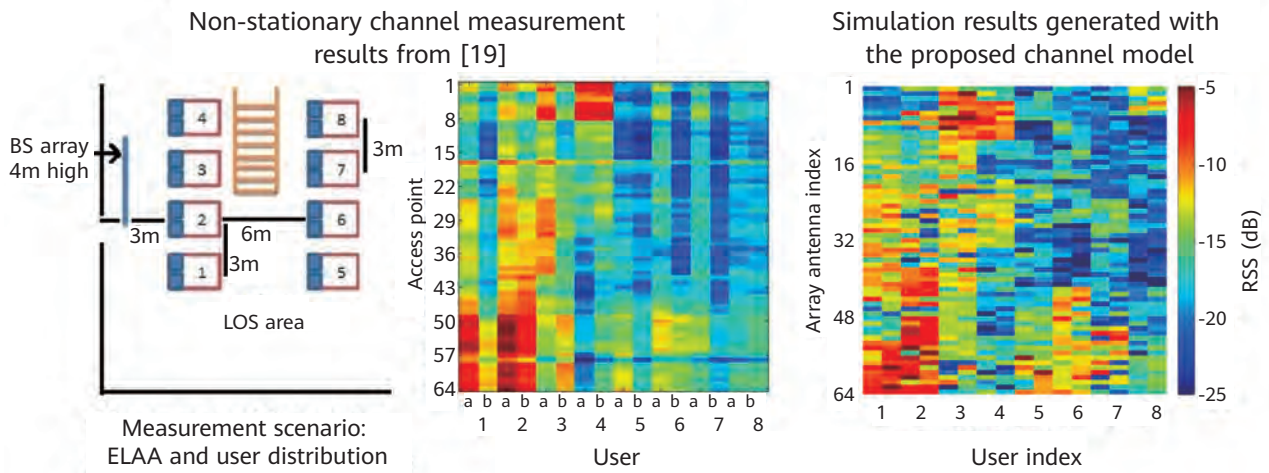 Non-stationary channel measurement
results from [19]
Simulation results generated with
the proposed channel model
BS array
4m high
4
8
3
7
3m
2
6
3m
6m
3m
1
5
LOS area
Measurement scenario:
ELAA and user distribution
Access point
1
8
15
22
29
36
43
50
57
64
a b a b a b a b a b a b a b a b
1 2 3 4 5 6 7 8
User
Array antenna index
1
16
32
48
64
1 2 3 4 5 6 7 8
User index
-5
-10
-15
-20
-25
RSS (dB)